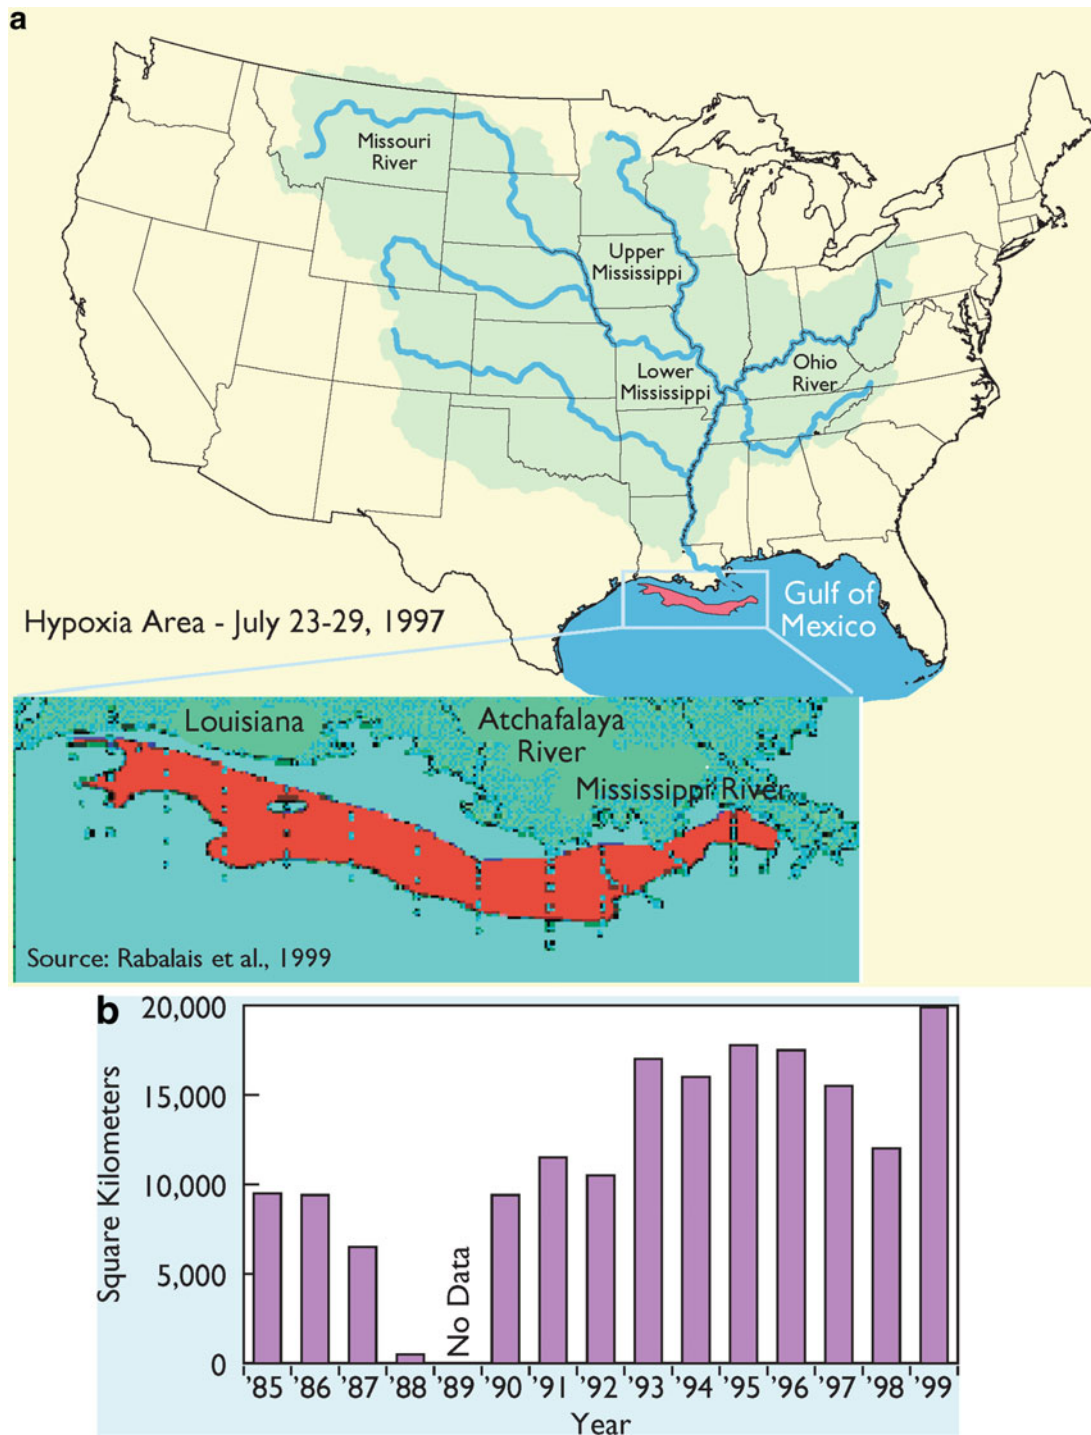 a
Missouri
River
Upper
Mississippi
Lower
Mississippi
Ohio
River
Gulf of
Mexico
Hypoxia Area - July 23-29, 1997
Louisiana
Atchafalaya
River
Mississippi River
Source: Rabalais et al., 1999
b
Square Kilometers
20,000
15,000
10,000
5,000
0
No Data
'85 '86 '87 '88 '89 '90 '91 '92 '93 '94 '95 '96 '97 '98 '99
Year